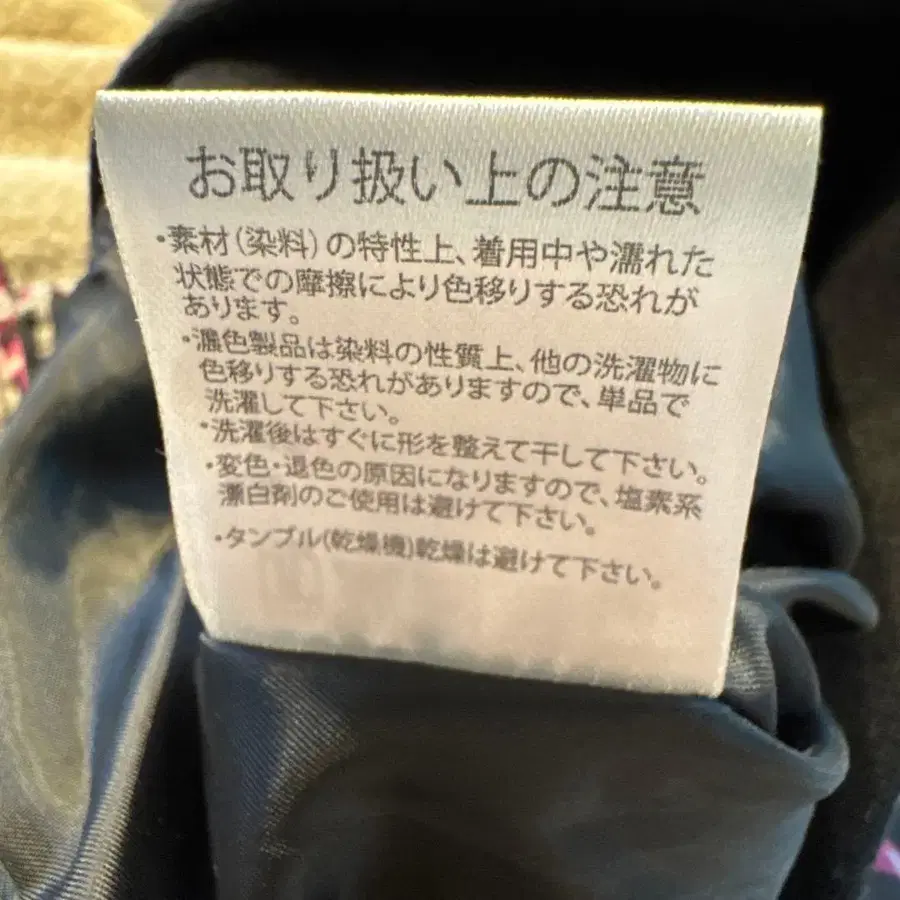 お取り扱い上の注意
・素材(染料)の特性上、着用中や濡れた
状態での摩擦により色移りする恐れが
あります。
・濃色製品は染料の性質上、他の洗濯物に
色移りする恐れがありますので、単品で
洗濯して下さい。
・洗濯後はすぐに形を整えて干して下さい。
・変色・退色の原因になりますので、塩素系
漂白剤のご使用は避けて下さい。
・タンブル(乾燥機)乾燥は避けて下さい。